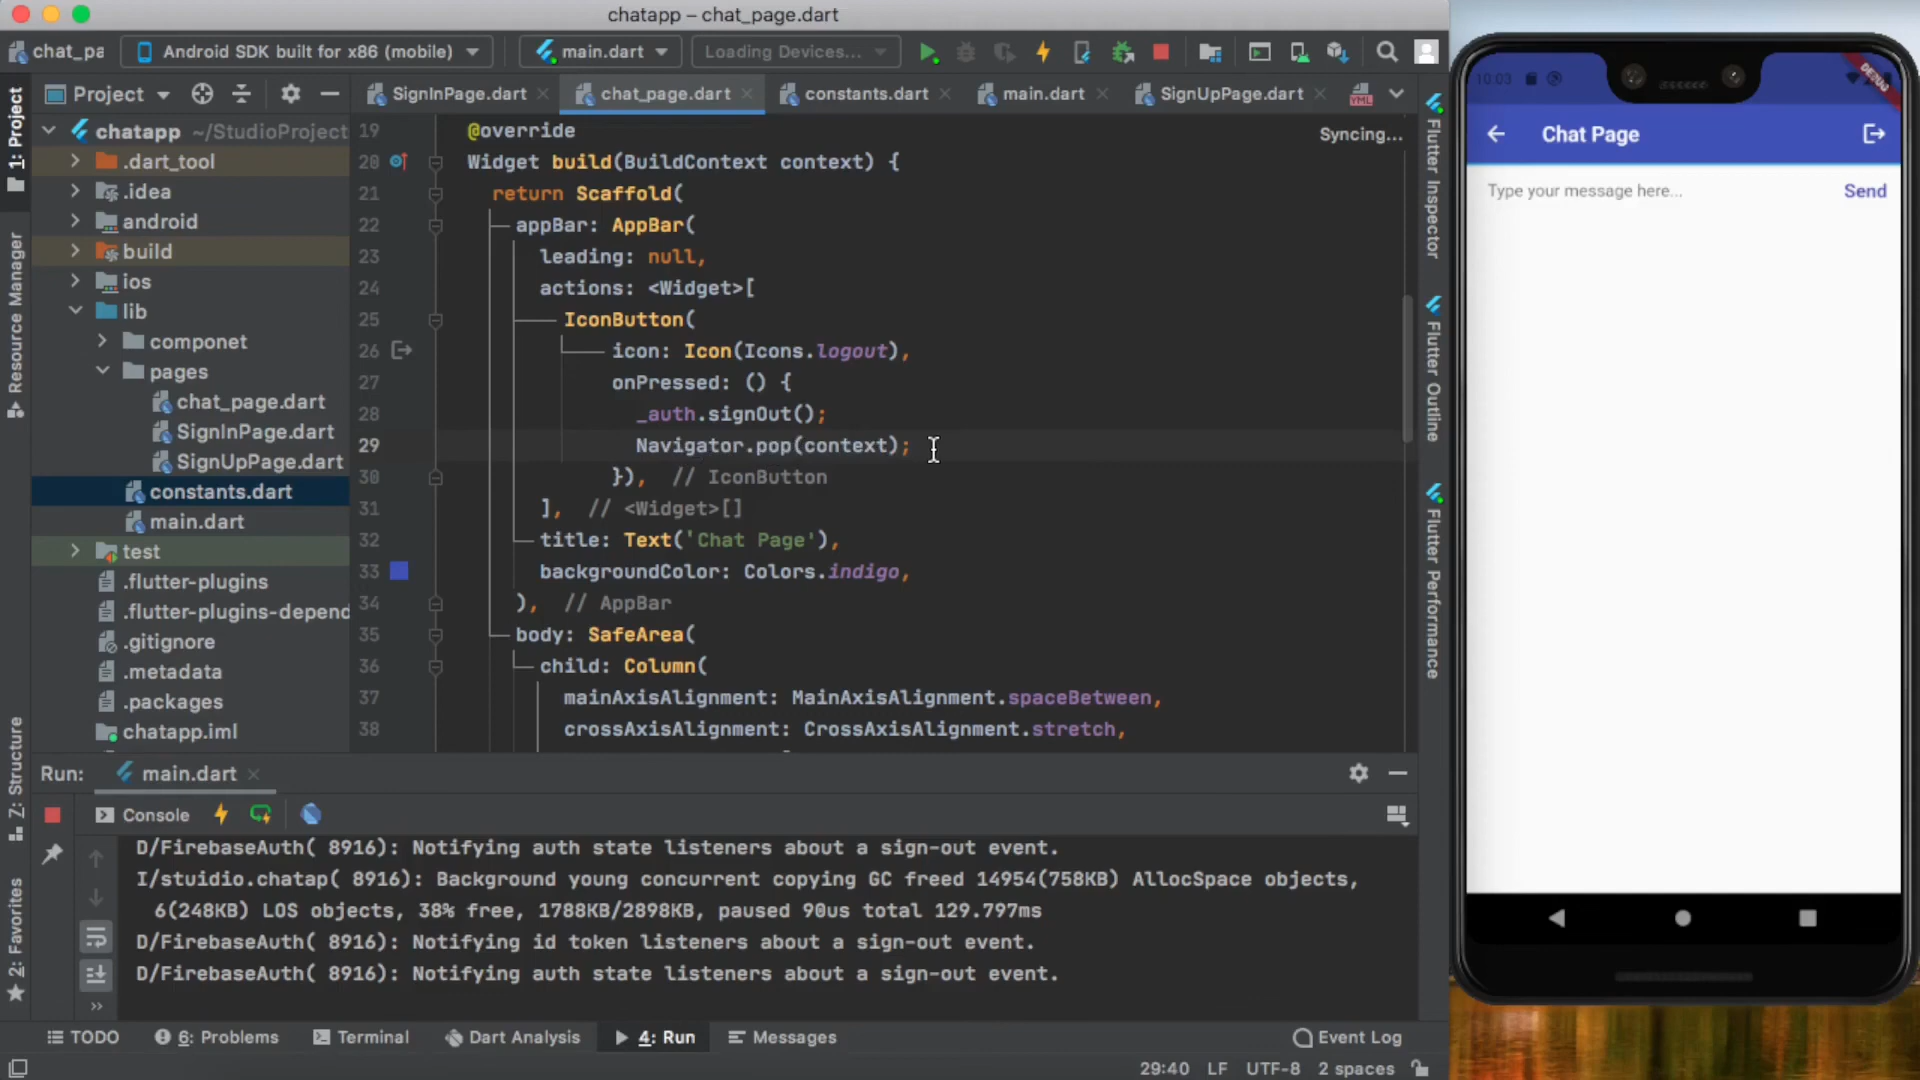 chatapp – chat_page.dart
chat_pa
Android SDK built for x86 (mobile)
main.dart
Loading Devices...
Project
SignInPage.dart
chat_page.dart
constants.dart
main.dart
SignUpPage.dart
YML
Syncing...
1: Project
Resource Manager
Z: Structure
2: Favorites
chatapp ~/StudioProject
.dart_tool
.idea
android
build
ios
lib
componet
pages
chat_page.dart
SignInPage.dart
SignUpPage.dart
constants.dart
main.dart
test
.flutter-plugins
.flutter-plugins-depend
.gitignore
.metadata
.packages
chatapp.iml
19 @override
20 Widget build(BuildContext context) {
21 return Scaffold(
22 appBar: AppBar(
23 leading: null,
24 actions: <Widget>[
25 IconButton(
26 icon: Icon(Icons.logout),
27 onPressed: () {
28 _auth.signOut();
29 Navigator.pop(context);
30 }), // IconButton
31 ], // <Widget>[]
32 title: Text('Chat Page'),
33 backgroundColor: Colors.indigo,
34 ), // AppBar
35 body: SafeArea(
36 child: Column(
37 mainAxisAlignment: MainAxisAlignment.spaceBetween,
38 crossAxisAlignment: CrossAxisAlignment.stretch,
Flutter Inspector
Flutter Outline
Flutter Performance
Run: main.dart
Console
D/FirebaseAuth( 8916): Notifying auth state listeners about a sign-out event.
I/stuidio.chatap( 8916): Background young concurrent copying GC freed 14954(758KB) AllocSpace objects,
6(248KB) LOS objects, 38% free, 1788KB/2898KB, paused 90us total 129.797ms
D/FirebaseAuth( 8916): Notifying id token listeners about a sign-out event.
D/FirebaseAuth( 8916): Notifying auth state listeners about a sign-out event.
TODO
6: Problems
Terminal
Dart Analysis
4: Run
Messages
Event Log
29:40 LF UTF-8 2 spaces
10:03
DEBUG
Chat Page
Type your message here...
Send